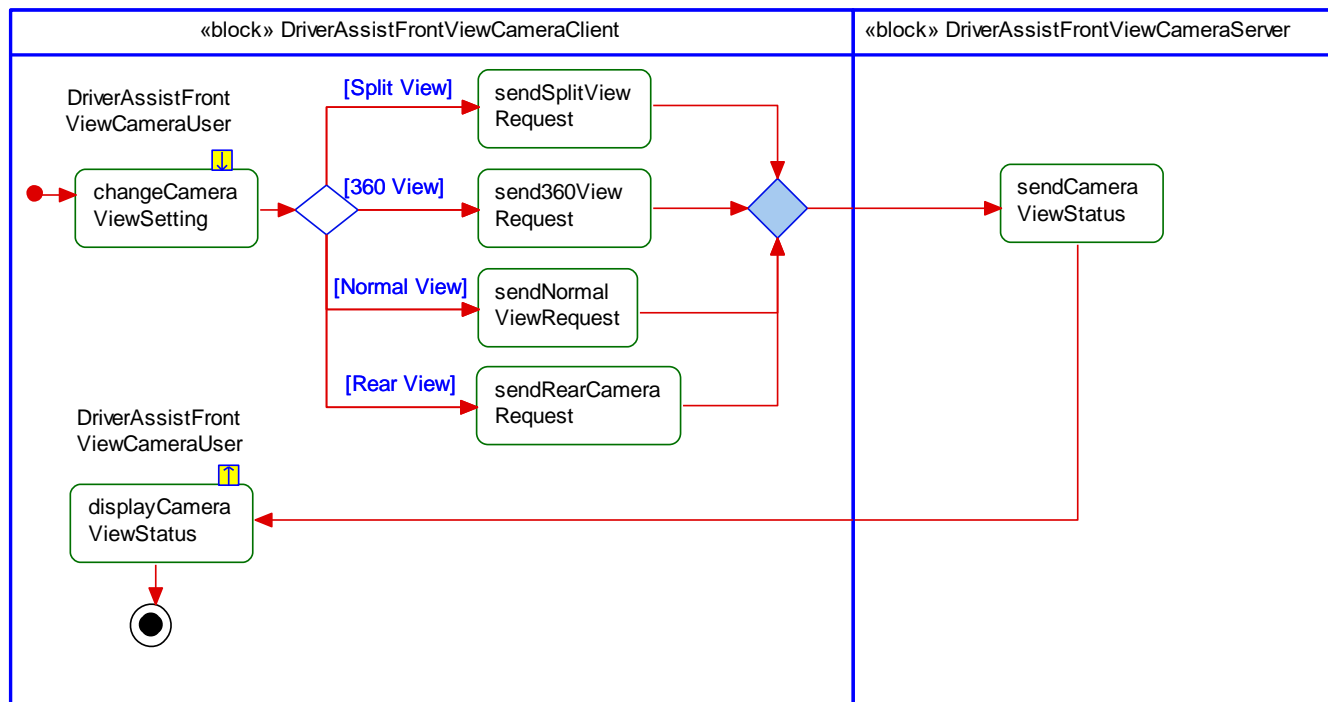 «block» DriverAssistFrontViewCameraClient
«block» DriverAssistFrontViewCameraServer
DriverAssistFront
ViewCameraUser
changeCamera
ViewSetting
[Split View]
sendSplitView
Request
[360 View]
send360View
Request
[Normal View]
sendNormal
ViewRequest
[Rear View]
sendRearCamera
Request
sendCamera
ViewStatus
DriverAssistFront
ViewCameraUser
displayCamera
ViewStatus